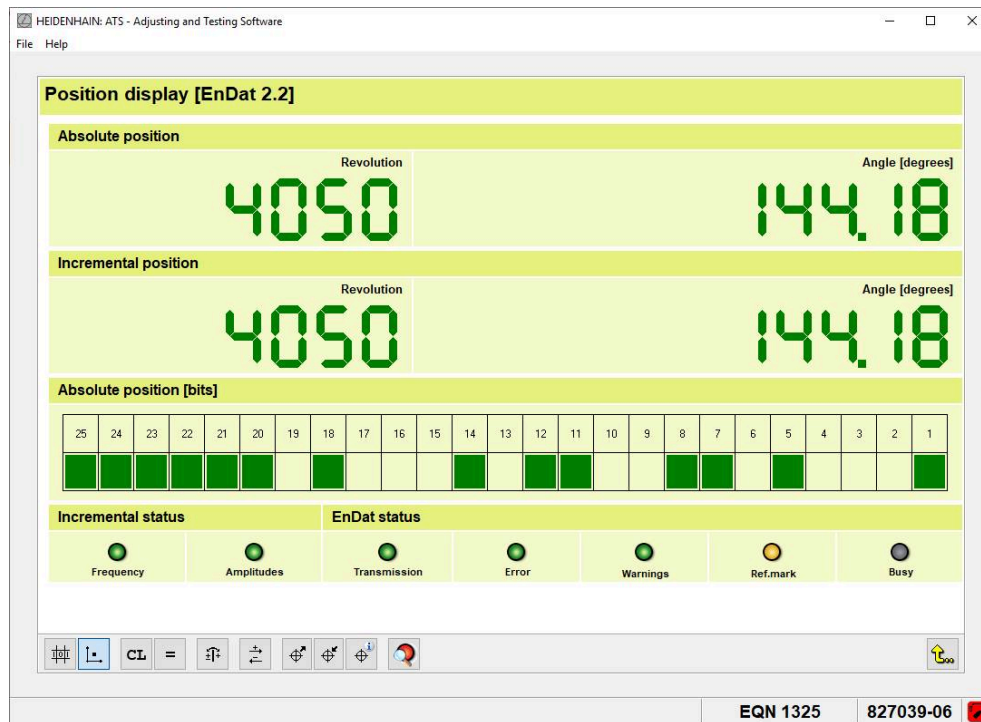 HEIDENHAIN: ATS - Adjusting and Testing Software
File Help
Position display [EnDat 2.2]
Absolute position
Revolution Angle [degrees]
4050 144.18
Incremental position
Revolution Angle [degrees]
4050 144.18
Absolute position [bits]
25 24 23 22 21 20 19 18 17 16 15 14 13 12 11 10 9 8 7 6 5 4 3 2 1
Incremental status EnDat status
Frequency Amplitudes Transmission Error Warnings Ref.mark Busy
CL =
EQN 1325 827039-06